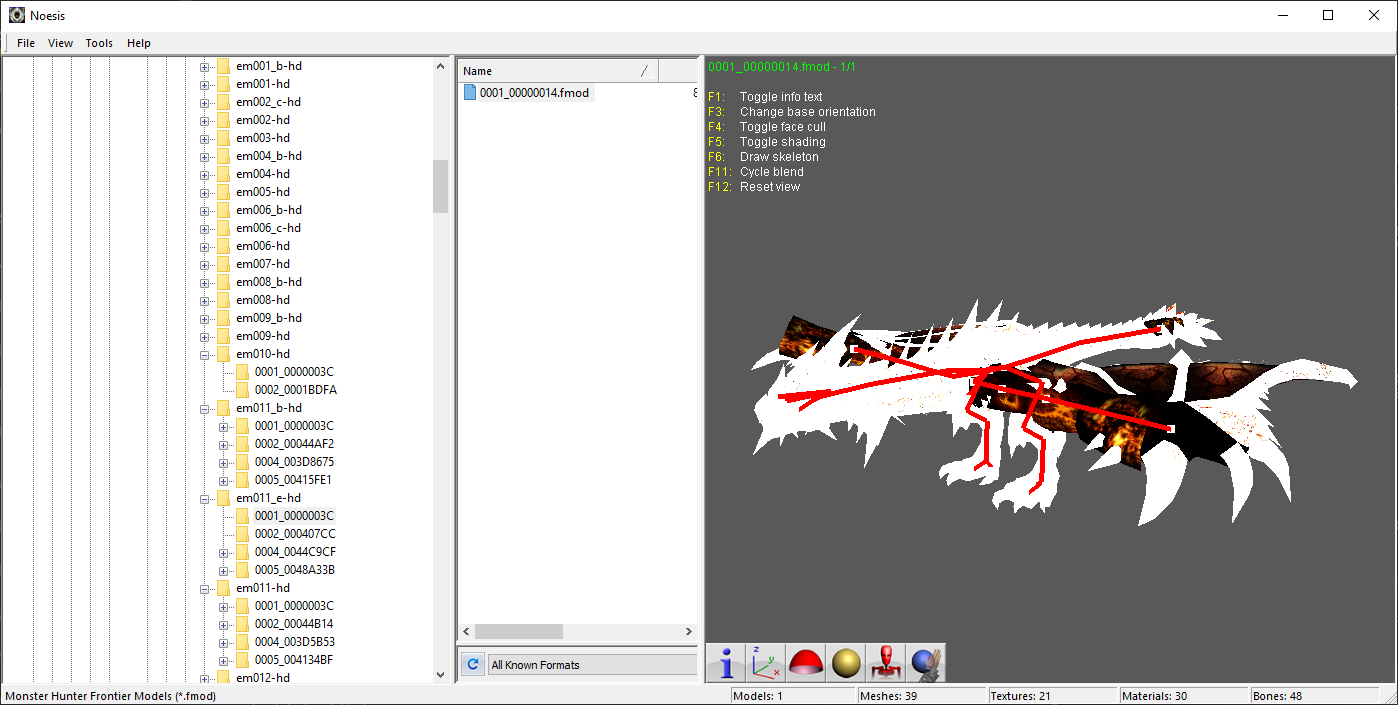 Noesis
File View Tools Help
em001_b-hd
em001-hd
em002_c-hd
em002-hd
em003-hd
em004_b-hd
em004-hd
em005-hd
em006_b-hd
em006_c-hd
em006-hd
em007-hd
em008_b-hd
em008-hd
em009_b-hd
em009-hd
em010-hd
0001_0000003C
0002_0001BDFA
em011_b-hd
0001_0000003C
0002_00044AF2
0004_003D8675
0005_00415FE1
em011_e-hd
0001_0000003C
0002_000407CC
0004_0044C9CF
0005_0048A33B
em011-hd
0001_0000003C
0002_00044B14
0004_003D5B53
0005_004134BF
em012-hd
Name
0001_00000014.fmod
All Known Formats
0001_00000014.fmod - 1/1
F1: Toggle info text
F3: Change base orientation
F4: Toggle face cull
F5: Toggle shading
F6: Draw skeleton
F11: Cycle blend
F12: Reset view
z
y
x
Monster Hunter Frontier Models (*.fmod)
Models: 1
Meshes: 39
Textures: 21
Materials: 30
Bones: 48